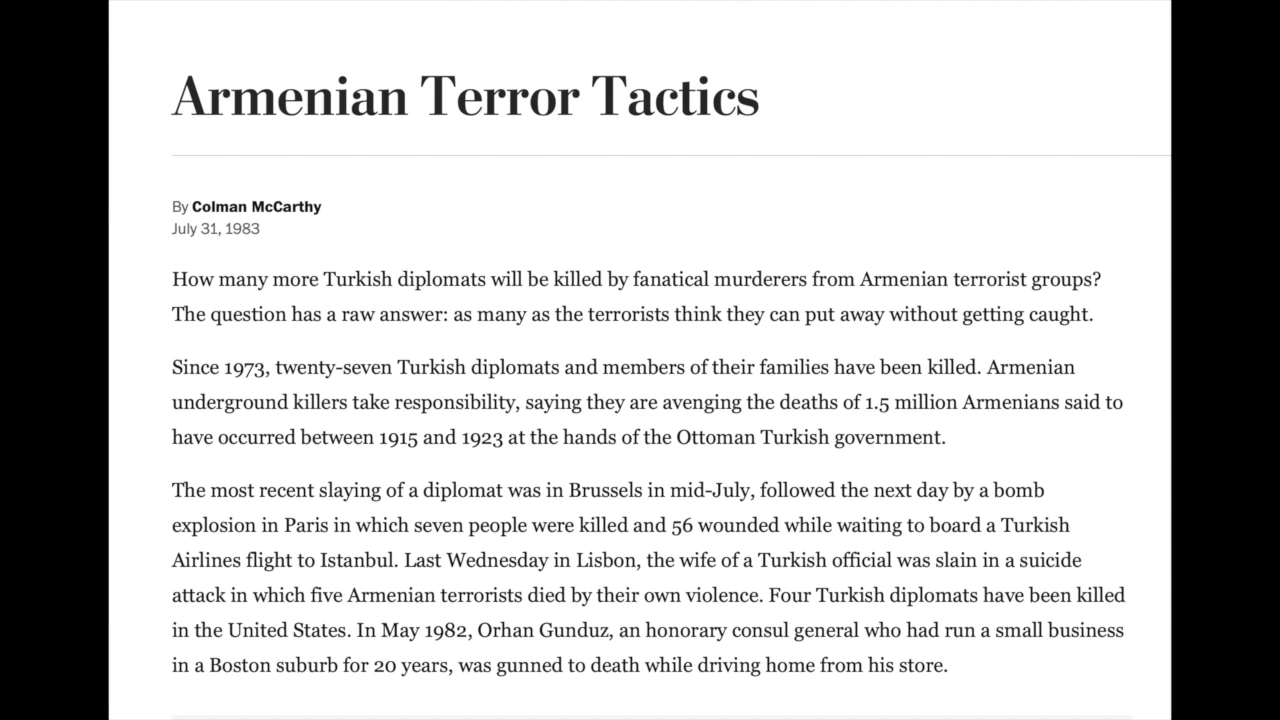 Armenian Terror Tactics
By Colman McCarthy
July 31, 1983
How many more Turkish diplomats will be killed by fanatical murderers from Armenian terrorist groups?
The question has a raw answer: as many as the terrorists think they can put away without getting caught.
Since 1973, twenty-seven Turkish diplomats and members of their families have been killed. Armenian
underground killers take responsibility, saying they are avenging the deaths of 1.5 million Armenians said to
have occurred between 1915 and 1923 at the hands of the Ottoman Turkish government.
The most recent slaying of a diplomat was in Brussels in mid-July, followed the next day by a bomb
explosion in Paris in which seven people were killed and 56 wounded while waiting to board a Turkish
Airlines flight to Istanbul. Last Wednesday in Lisbon, the wife of a Turkish official was slain in a suicide
attack in which five Armenian terrorists died by their own violence. Four Turkish diplomats have been killed
in the United States. In May 1982, Orhan Gunduz, an honorary consul general who had run a small business
in a Boston suburb for 20 years, was gunned to death while driving home from his store.